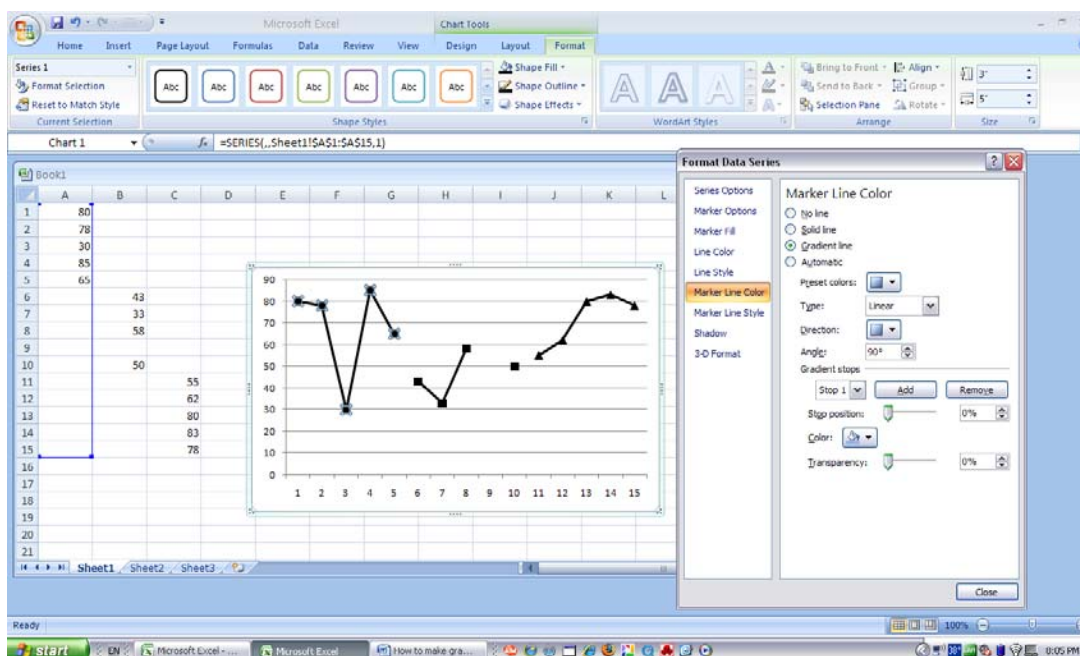 Microsoft Excel
Chart Tools
Home Insert Page Layout Formulas Data Review View Design Layout Format
Series 1
Format Selection
Reset to Match Style
Current Selection
Abc Abc Abc Abc Abc Abc Abc
Shape Fill
Shape Outline
Shape Effects
Shape Styles
A A A
WordArt Styles
Bring to Front
Send to Back
Selection Pane
Align
Group
Rotate
Arrange
3"
5"
Size
Chart 1 fx =SERIES(,,Sheet1!$A$1:$A$15,1)
Book1
A B C D E F G H I J K L
1 80
2 78
3 30
4 85
5 65
6 43
7 33
8 58
9
10 50
11 55
12 62
13 80
14 83
15 78
16
17
18
19
20
21
90
80
70
60
50
40
30
20
10
0
1 2 3 4 5 6 7 8 9 10 11 12 13 14 15
Sheet1 Sheet2 Sheet3
Format Data Series
Series Options
Marker Options
Marker Fill
Line Color
Line Style
Marker Line Color
Marker Line Style
Shadow
3-D Format
Marker Line Color
No line
Solid line
Gradient line
Automatic
Preset colors:
Type: Linear
Direction:
Angle: 90°
Gradient stops
Stop 1 Add Remove
Stop position: 0%
Color:
Transparency: 0%
Close
Ready
100%
start EN Microsoft Excel - ... Microsoft Excel How to make gra...
8:05 PM